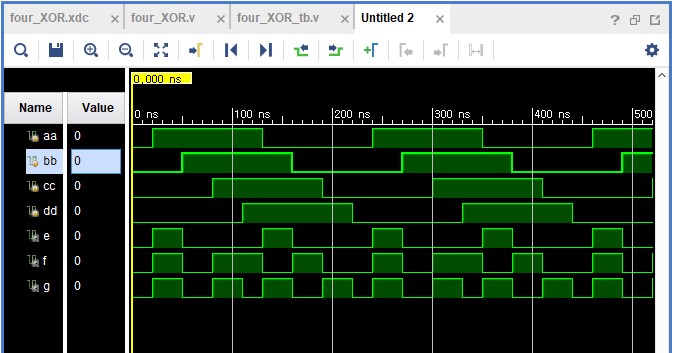 four_XOR.xdc four_XOR.v four_XOR_tb.v Untitled 2
0,000 ns
Name Value
0 ns 100 ns 200 ns 300 ns 400 ns 500
aa 0
bb 0
cc 0
dd 0
e 0
f 0
g 0